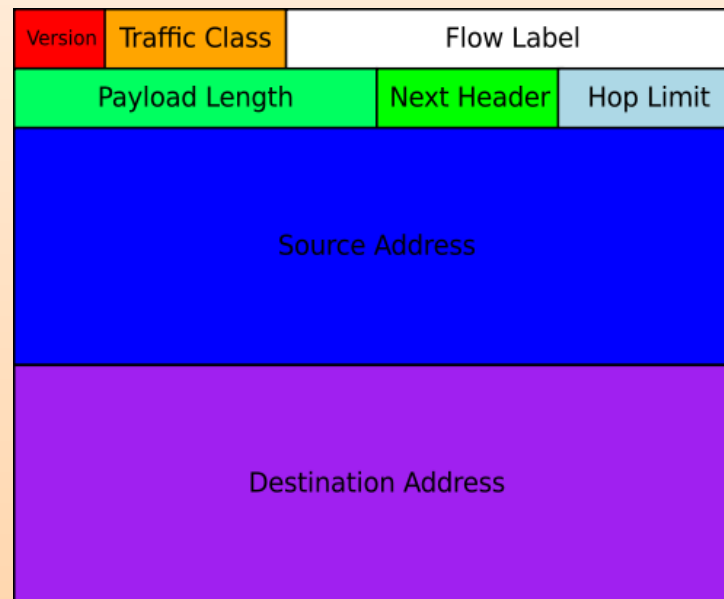 Version Traffic Class Flow Label
Payload Length Next Header Hop Limit
Source Address
Destination Address